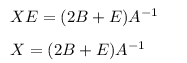 XE = (2B + E)A⁻¹
X = (2B + E)A⁻¹